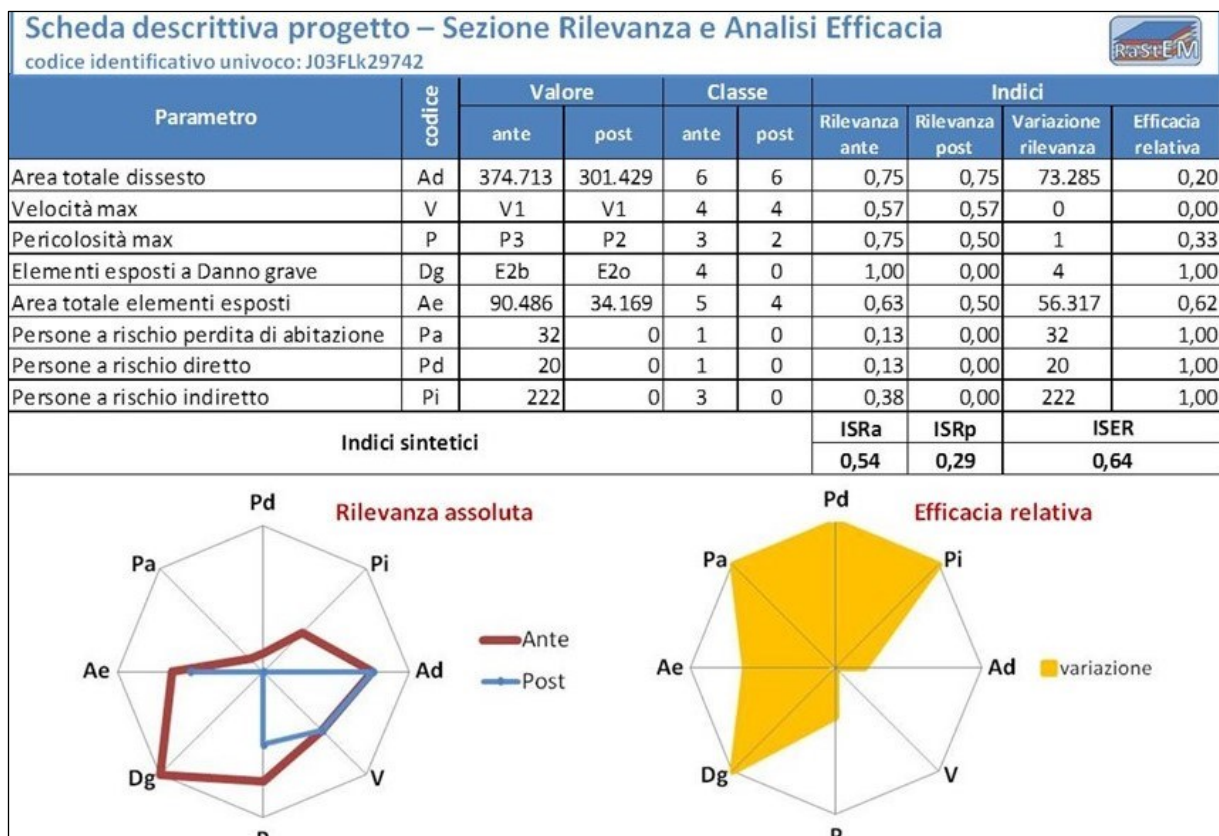 Scheda descrittiva progetto – Sezione Rilevanza e Analisi Efficacia
codice identificativo univoco: J03FLk29742
RaStEM
Parametro codice Valore Classe Indici
ante post ante post Rilevanza ante Rilevanza post Variazione rilevanza Efficacia relativa
Area totale dissesto Ad 374.713 301.429 6 6 0,75 0,75 73.285 0,20
Velocità max V V1 V1 4 4 0,57 0,57 0 0,00
Pericolosità max P P3 P2 3 2 0,75 0,50 1 0,33
Elementi esposti a Danno grave Dg E2b E2o 4 0 1,00 0,00 4 1,00
Area totale elementi esposti Ae 90.486 34.169 5 4 0,63 0,50 56.317 0,62
Persone a rischio perdita di abitazione Pa 32 0 1 0 0,13 0,00 32 1,00
Persone a rischio diretto Pd 20 0 1 0 0,13 0,00 20 1,00
Persone a rischio indiretto Pi 222 0 3 0 0,38 0,00 222 1,00
Indici sintetici ISRa ISRp ISER
0,54 0,29 0,64
Rilevanza assoluta
Pd
Pi
Ad
V
P
Dg
Ae
Pa
Ante
Post
Efficacia relativa
Pd
Pi
Ad
V
P
Dg
Ae
Pa
variazione